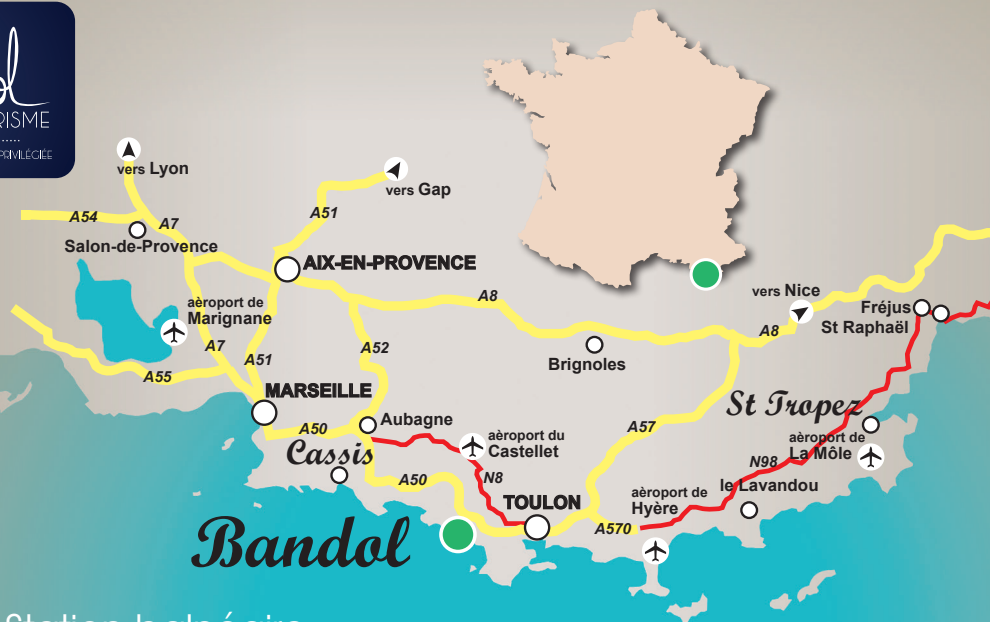 RISME
PRIVILÉGIÉE
vers Lyon
vers Gap
A54
A7
A51
Salon-de-Provence
AIX-EN-PROVENCE
vers Nice
aèroport de
Marignane
A8
A8
Fréjus
St Raphaël
A7
A51
A52
Brignoles
A55
MARSEILLE
St Tropez
Aubagne
A50
A57
Cassis
aèroport du
Castellet
aèroport de
La Môle
N98
A50
N8
le Lavandou
TOULON
aèroport de
Hyère
A570
Bandol